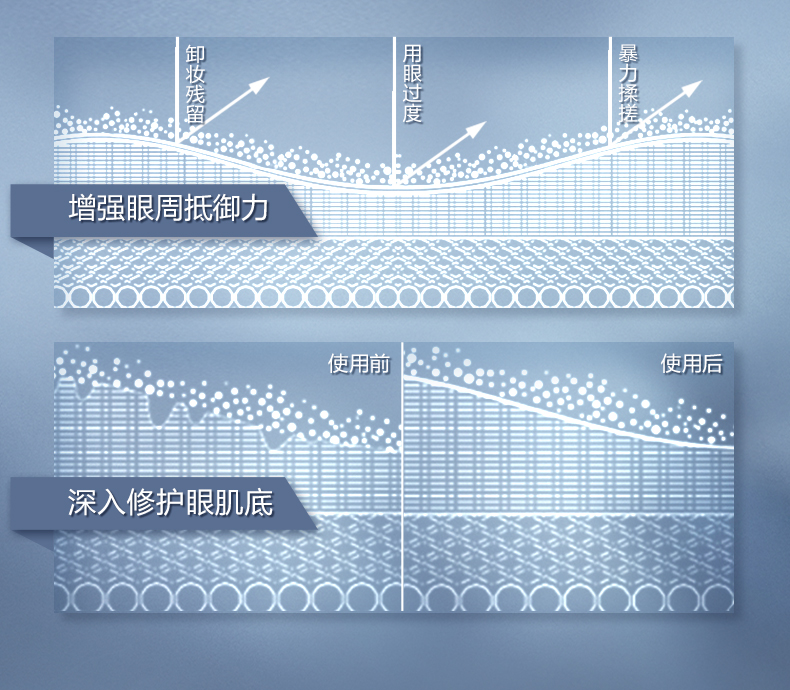 卸妆残留
用眼过度
暴力揉搓
增强眼周抵御力
使用前
使用后
深入修护眼肌底